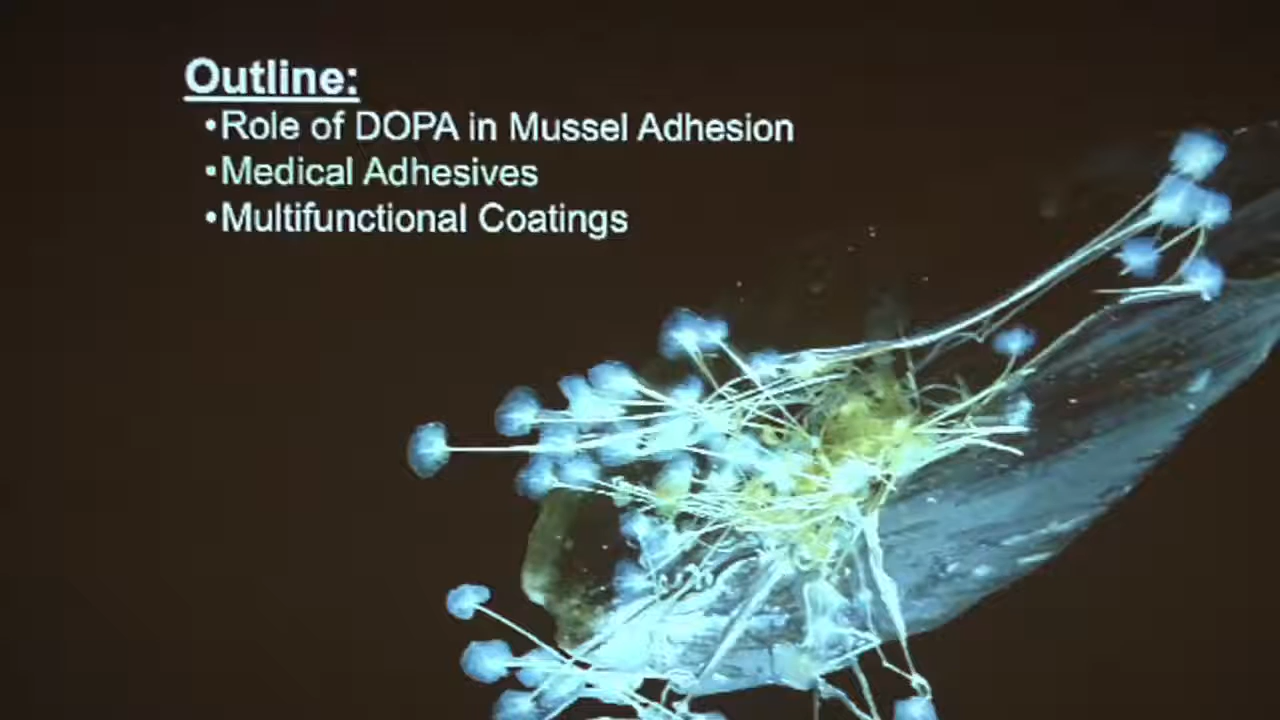 Outline:
•Role of DOPA in Mussel Adhesion
•Medical Adhesives
•Multifunctional Coatings